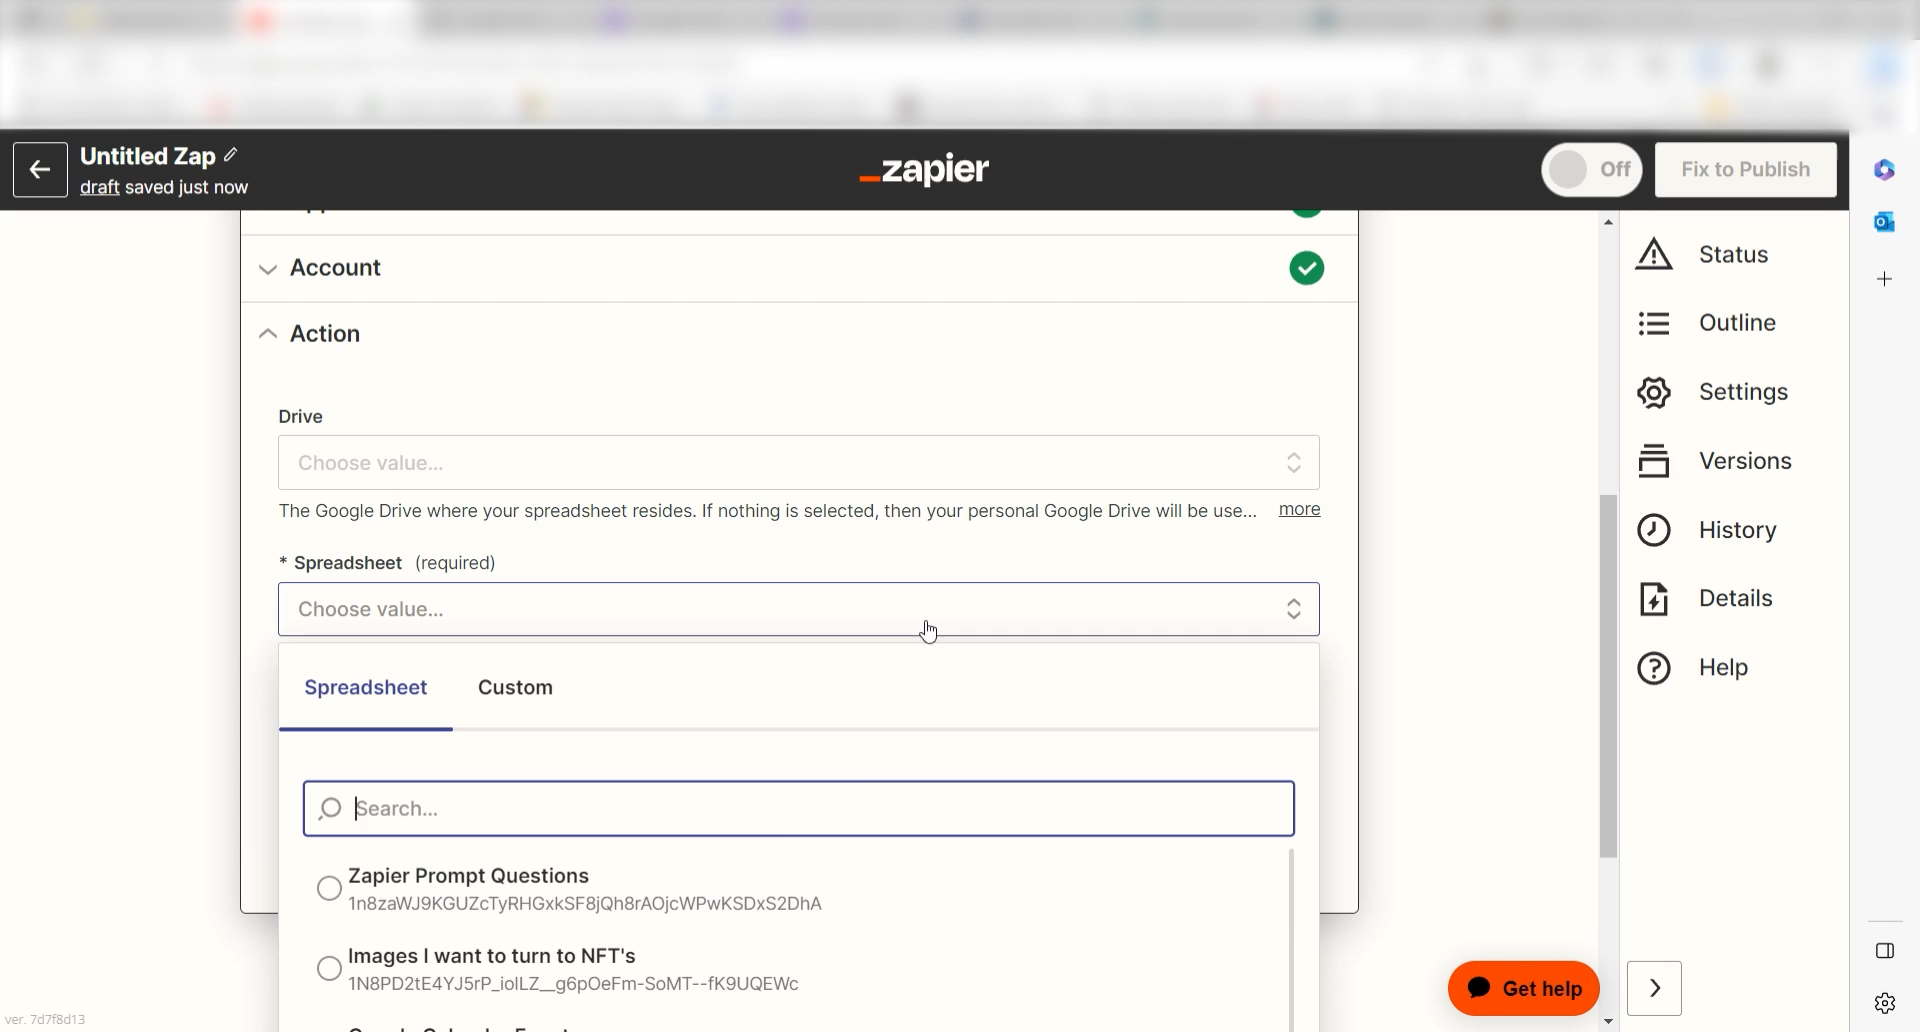 Untitled Zap
draft saved just now
_zapier
Off
Fix to Publish
Account
Action
Drive
Choose value...
The Google Drive where your spreadsheet resides. If nothing is selected, then your personal Google Drive will be use... more
* Spreadsheet (required)
Choose value...
Spreadsheet Custom
Search...
Zapier Prompt Questions
1n8zaWJ9KGUZcTyRHGxkSF8jQh8rAOjcWPwKSDxS2DhA
Images I want to turn to NFT's
1N8PD2tE4YJ5rP_iolLZ__g6pOeFm-SoMT--fK9UQEWc
Status
Outline
Settings
Versions
History
Details
Help
Get help
ver. 7d7f8d13